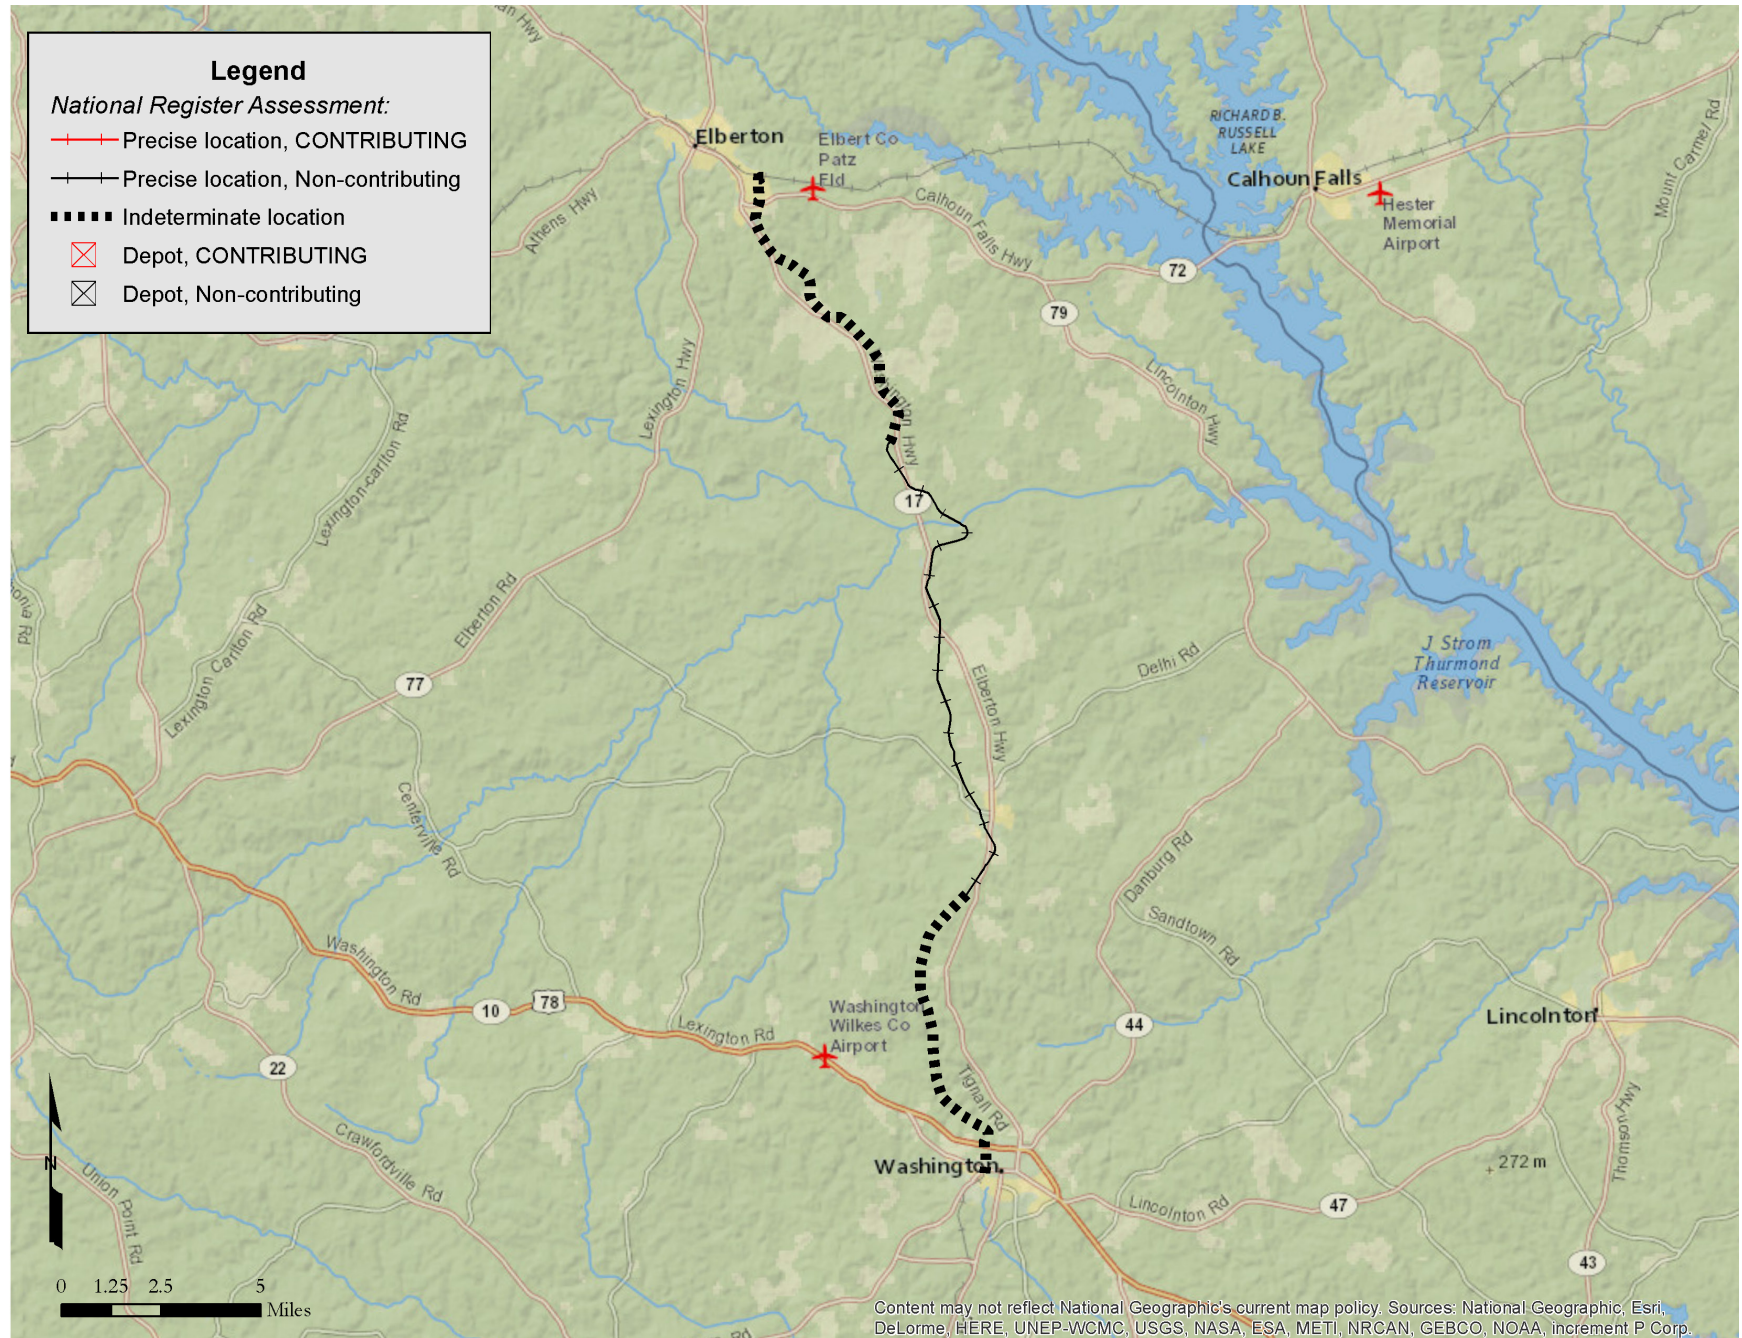 Legend
National Register Assessment:
Precise location, CONTRIBUTING
Precise location, Non-contributing
Indeterminate location
Depot, CONTRIBUTING
Depot, Non-contributing
Hwy
Elberton
Elbert Co
Patz
Fld
RICHARD B.
RUSSELL
LAKE
Calhoun Falls
Hester
Memorial
Airport
Mount Carmel Rd
Athens Hwy
Calhoun Falls Hwy
72
79
Lexington Hwy
Washington Hwy
Lincolnton Hwy
Lexington-carlton Rd
17
Elberton Rd
Lexington Carlton Rd
77
Elberton Hwy
Delhi Rd
J Strom
Thurmond
Reservoir
Centerville Rd
Danburg Rd
Sandtown Rd
Washington Rd
10
78
Lexington Rd
Washington
Wilkes Co
Airport
44
Lincolnton
22
Tignall Rd
Crawfordville Rd
Union Point Rd
Washington
272 m
Thomson Hwy
Lincolnton Rd
47
43
N
0 1.25 2.5 5
Miles
Rd
Content may not reflect National Geographic's current map policy. Sources: National Geographic, Esri,
DeLorme, HERE, UNEP-WCMC, USGS, NASA, ESA, METI, NRCAN, GEBCO, NOAA, increment P Corp.